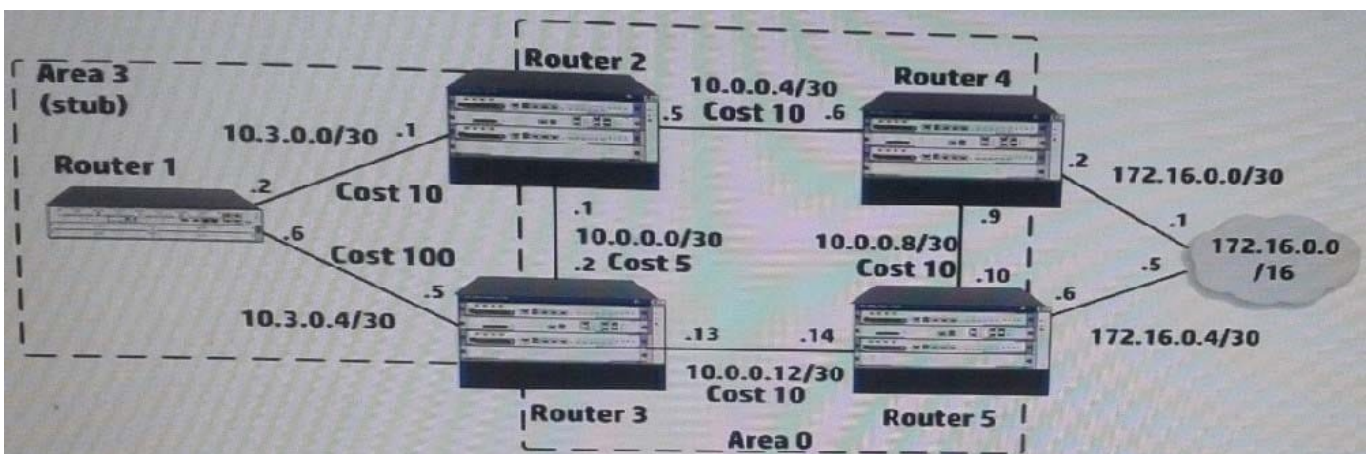 Area 3
(stub)
Router 2
10.0.0.4/30
Router 4
.5 Cost 10 .6
10.3.0.0/30 .1
Router 1
.2
Cost 10
.2
172.16.0.0/30
.1
.1
.9
10.0.0.0/30
10.0.0.8/30
172.16.0.0
/16
.6
Cost 100
.2 Cost 5
Cost 10
.10
.5
.5
.6
10.3.0.4/30
.13
.14
172.16.0.4/30
10.0.0.12/30
Cost 10
Router 3
Router 5
Area 0